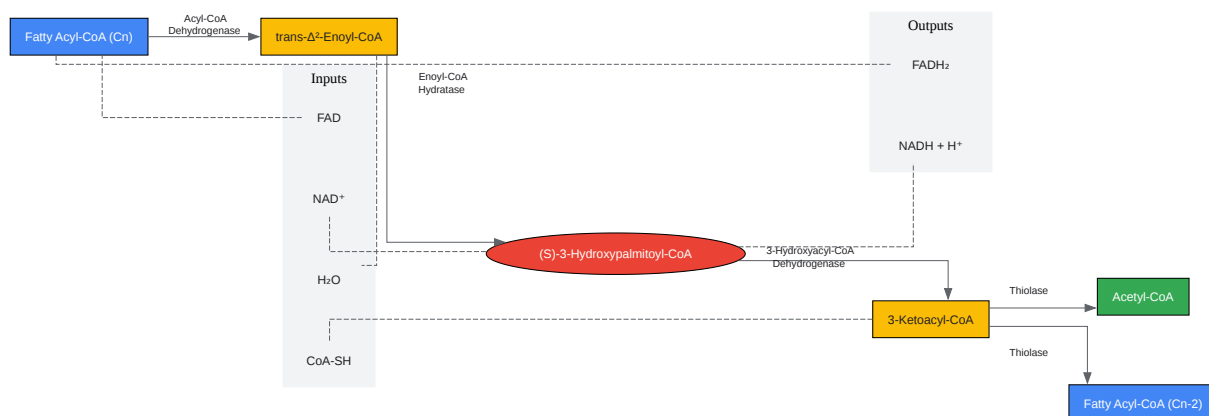 Acyl-CoA
Dehydrogenase
Fatty Acyl-CoA (Cn)
trans-Δ²-Enoyl-CoA
Outputs
FADH₂
Inputs
Enoyl-CoA
Hydratase
FAD
NADH + H⁺
NAD⁺
(S)-3-Hydroxypalmitoyl-CoA
3-Hydroxyacyl-CoA
Dehydrogenase
H₂O
Thiolase
Acetyl-CoA
3-Ketoacyl-CoA
Thiolase
CoA-SH
Fatty Acyl-CoA (Cn-2)